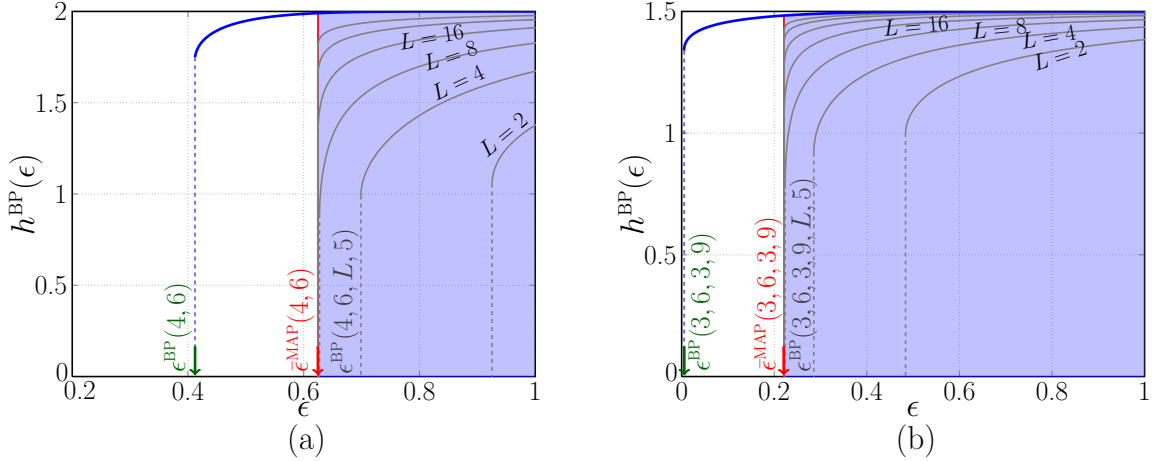 2
1.5
1
0.5
0
h^BP(ϵ)
0.2
0.4
0.6
0.8
1
ϵ
L = 16
L = 8
L = 4
L = 2
ϵ^BP(4, 6)
ϵ̄^MAP(4, 6)
ϵ^BP(4, 6, L, 5)
(a)
1.5
1
0.5
0
h^BP(ϵ)
0
0.2
0.4
0.6
0.8
1
ϵ
L = 16
L = 8
L = 4
L = 2
ϵ^BP(3, 6, 3, 9)
ϵ̄^MAP(3, 6, 3, 9)
ϵ^BP(3, 6, 3, 9, L, 5)
(b)